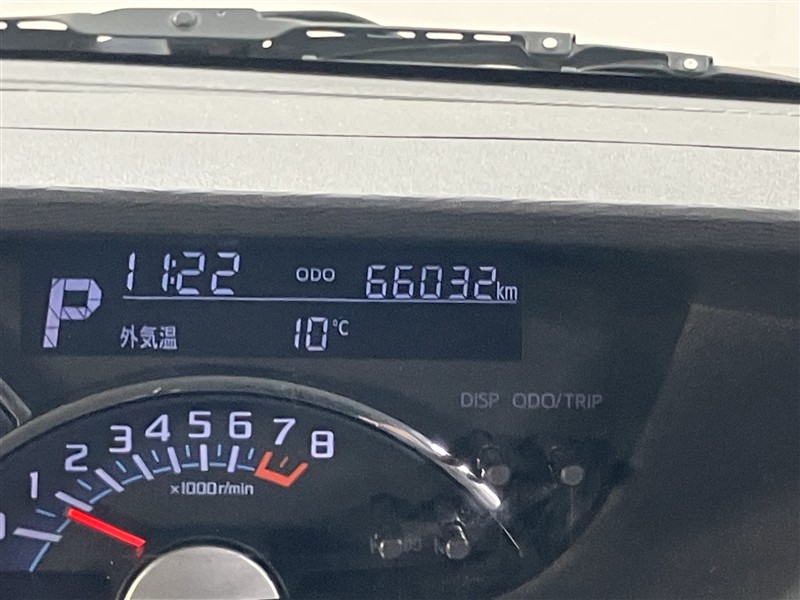 P 11:22 ODO 66032km
外気温 10°C
DISP ODO/TRIP
0 1 2 3 4 5 6 7 8
×1000r/min